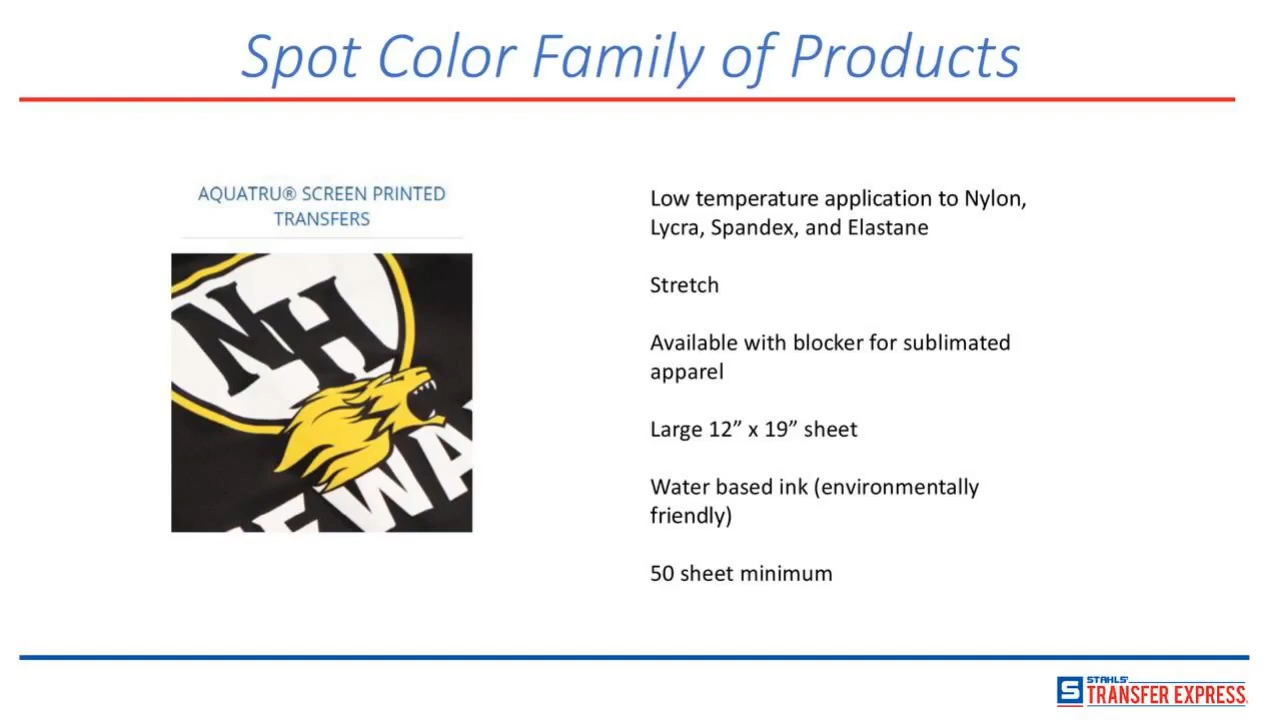 Spot Color Family of Products
AQUATRU® SCREEN PRINTED
TRANSFERS
NH
EWA
Low temperature application to Nylon,
Lycra, Spandex, and Elastane
Stretch
Available with blocker for sublimated
apparel
Large 12” x 19” sheet
Water based ink (environmentally
friendly)
50 sheet minimum
S STAHLS'
TRANSFER EXPRESS